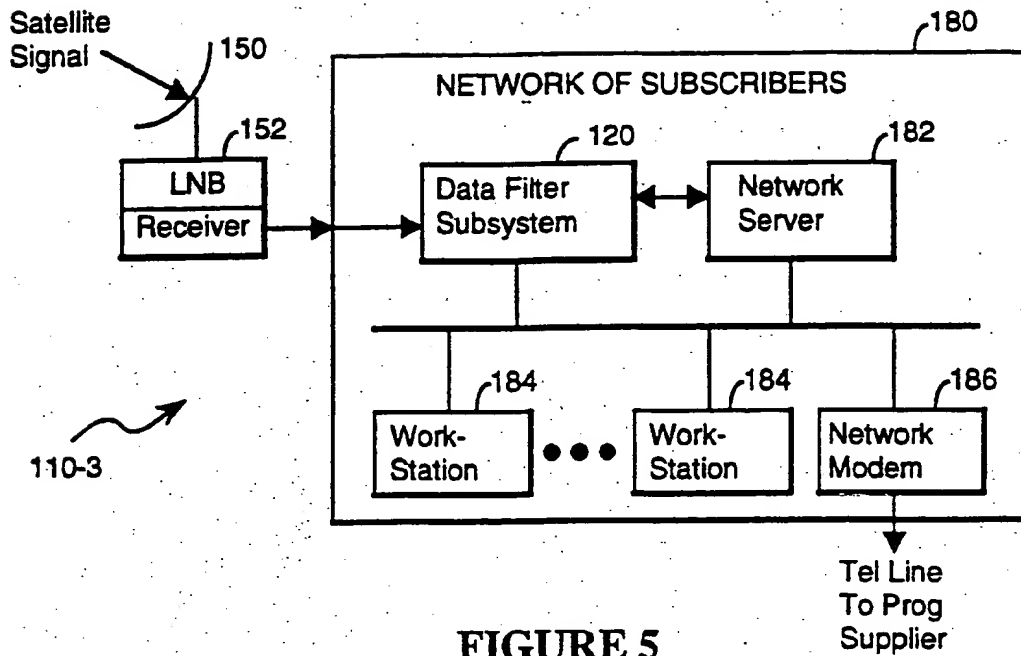 Satellite
Signal
150
152
LNB
Receiver
180
NETWORK OF SUBSCRIBERS
120
Data Filter
Subsystem
182
Network
Server
184
Work-
Station
184
Work-
Station
186
Network
Modem
110-3
Tel Line
To Prog
Supplier
FIGURE 5